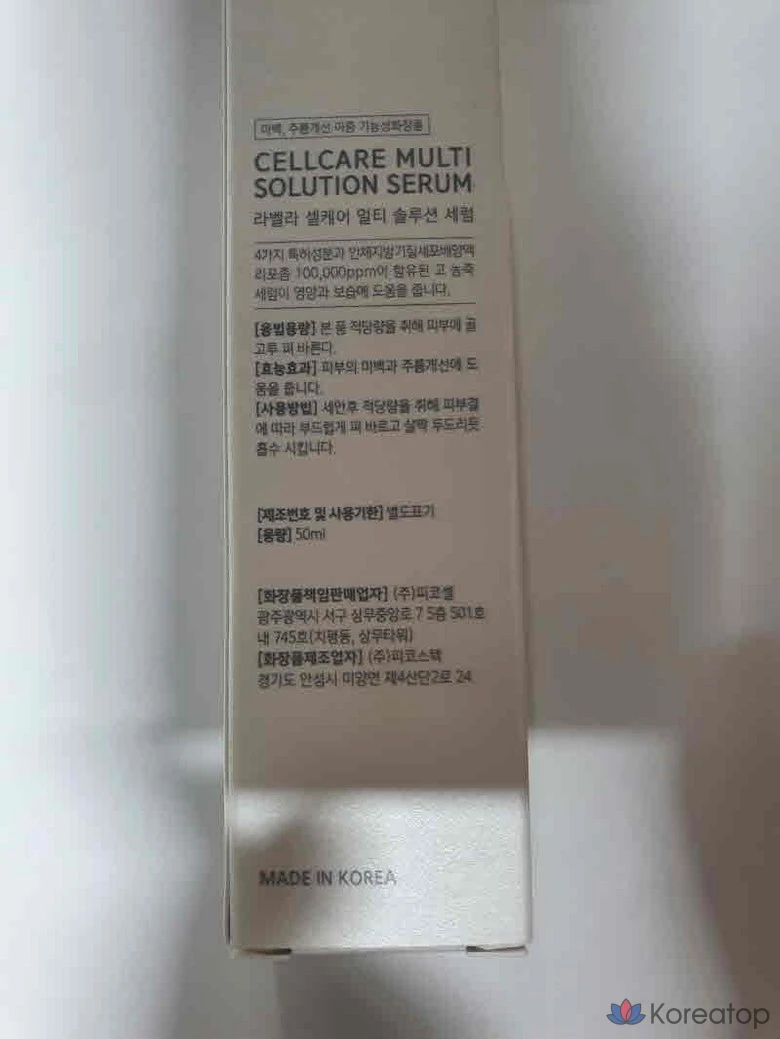 미백, 주름개선 이중 기능성화장품
CELLCARE MULTI
SOLUTION SERUM
라벨라 셀케어 멀티 솔루션 세럼
4가지 특허성분과 인체지방기질세포배양액
리포좀 100,000ppm이 함유된 고 농축
세럼이 영양과 보습에 도움을 줍니다.
[용법용량] 본 품 적당량을 취해 피부에 골
고루 펴 바른다.
[효능효과] 피부의 미백과 주름개선에 도
움을 줍니다.
[사용방법] 세안후 적당량을 취해 피부결
에 따라 부드럽게 펴 바르고 살짝 두드리듯
흡수 시킵니다.
[제조번호 및 사용기한] 별도표기
[용량] 50ml
[화장품책임판매업자] (주)피코셀
광주광역시 서구 상무중앙로 7 5층 501호
내 745호(치평동, 상무타워)
[화장품제조업자] (주)피코스텍
경기도 안성시 미양면 제4산단2로 24
MADE IN KOREA
Koreatop